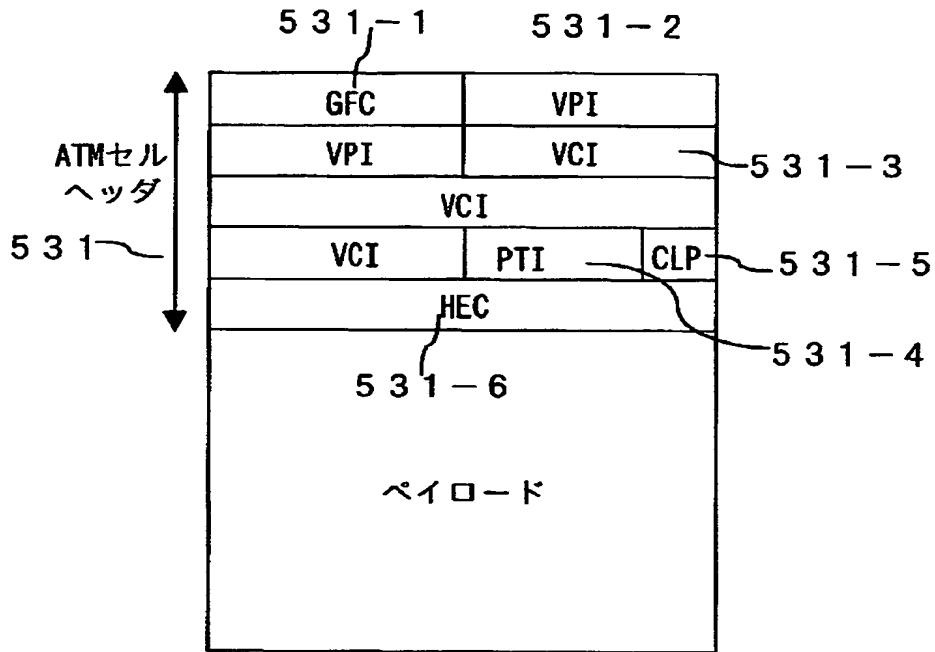 ５３１－１ ５３１－２
GFC VPI
ATMセル
ヘッダ
VPI VCI ５３１－３
VCI
５３１ VCI PTI CLP ５３１－５
HEC ５３１－４
５３１－６
ペイロード